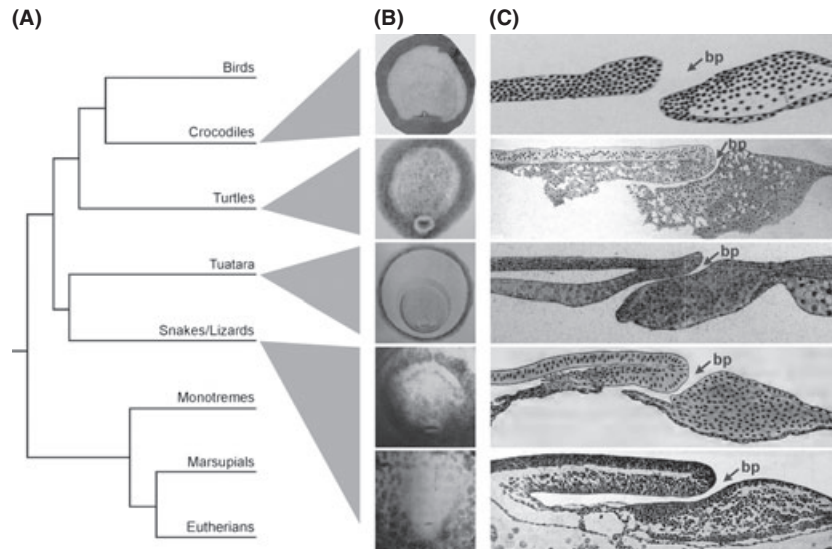 (A)
(B)
(C)
Birds
Crocodiles
Turtles
Tuatara
Snakes/Lizards
Monotremes
Marsupials
Eutherians
bp
bp
bp
bp
bp